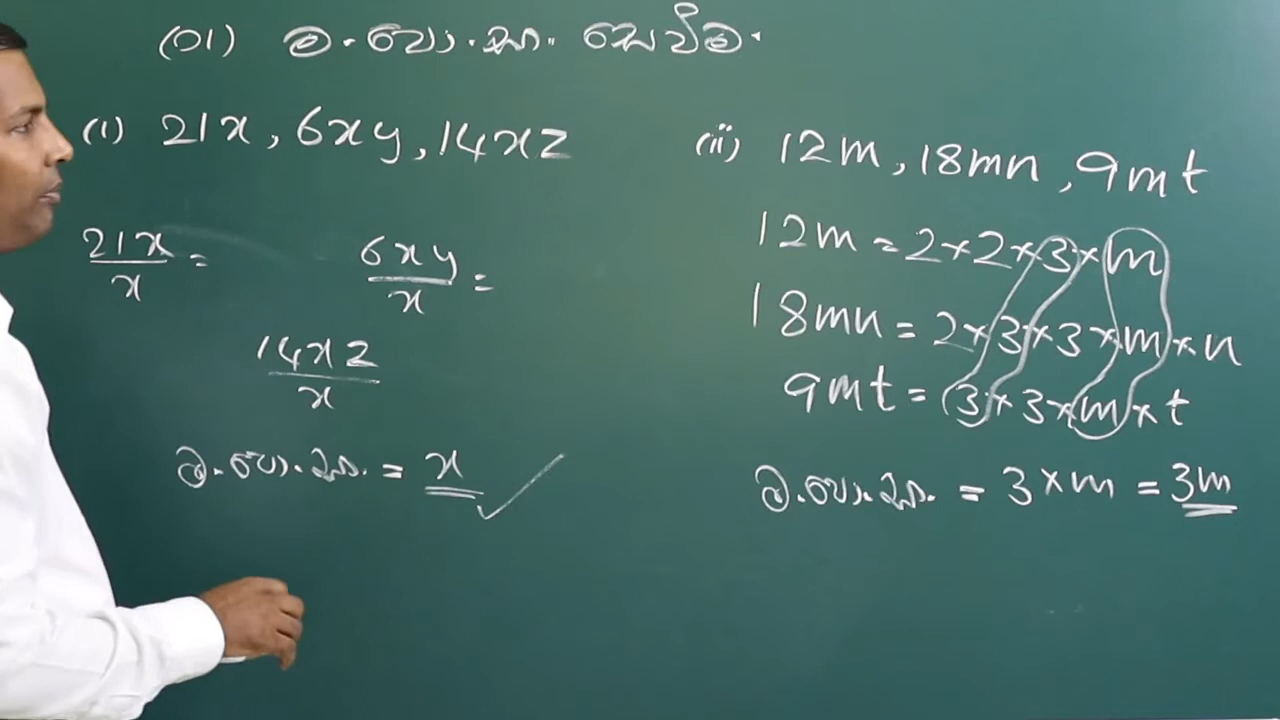 (01) ම.පො.සා. සෙවීම.
(i) 21x, 6xy, 14xz
21x/x =
6xy/x =
14xz/x
ම.පො.සා. = x ✓
(ii) 12m, 18mn, 9mt
12m = 2×2×3×m
18mn = 2×3×3×m×n
9mt = 3×3×m×t
ම.පො.සා. = 3×m = 3m